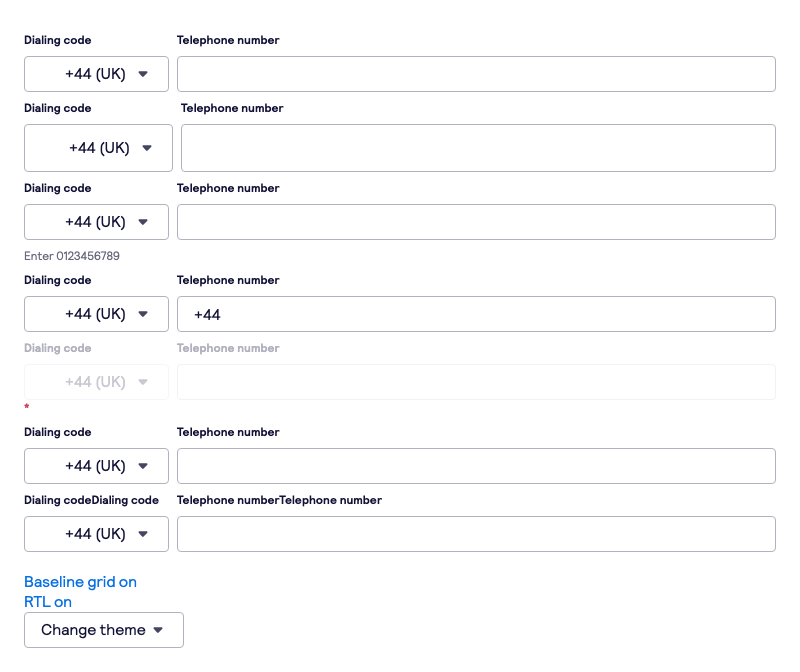 Dialing code Telephone number
+44 (UK)
Dialing code Telephone number
+44 (UK)
Dialing code Telephone number
+44 (UK)
Enter 0123456789
Dialing code Telephone number
+44 (UK) +44
Dialing code Telephone number
+44 (UK)
*
Dialing code Telephone number
+44 (UK)
Dialing codeDialing code Telephone numberTelephone number
+44 (UK)
Baseline grid on
RTL on
Change theme